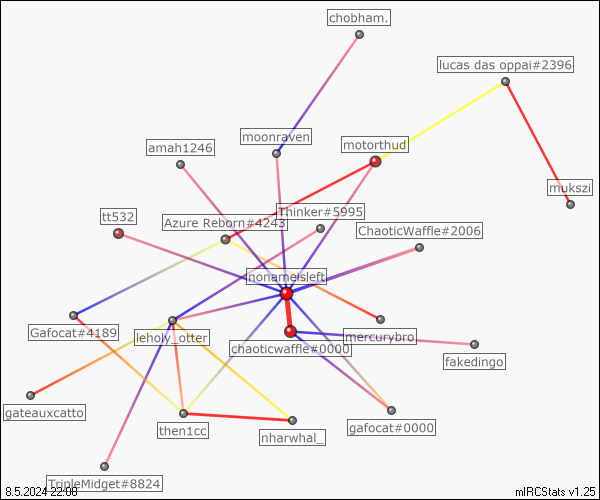 chobham.
lucas das oppai#2396
moonraven
motorthud
amah1246
mukszi
Thinker#5995
tt532
Azure Reborn#4243
ChaoticWaffle#2006
nonameisleft
Gafocat#4189
leholy_otter
mercurybro
chaoticwaffle#0000
fakedingo
gateauxcatto
then1cc
nharwhal_
gafocat#0000
TripleMidget#8824
8.5.2024 22:08
mIRCStats v1.25